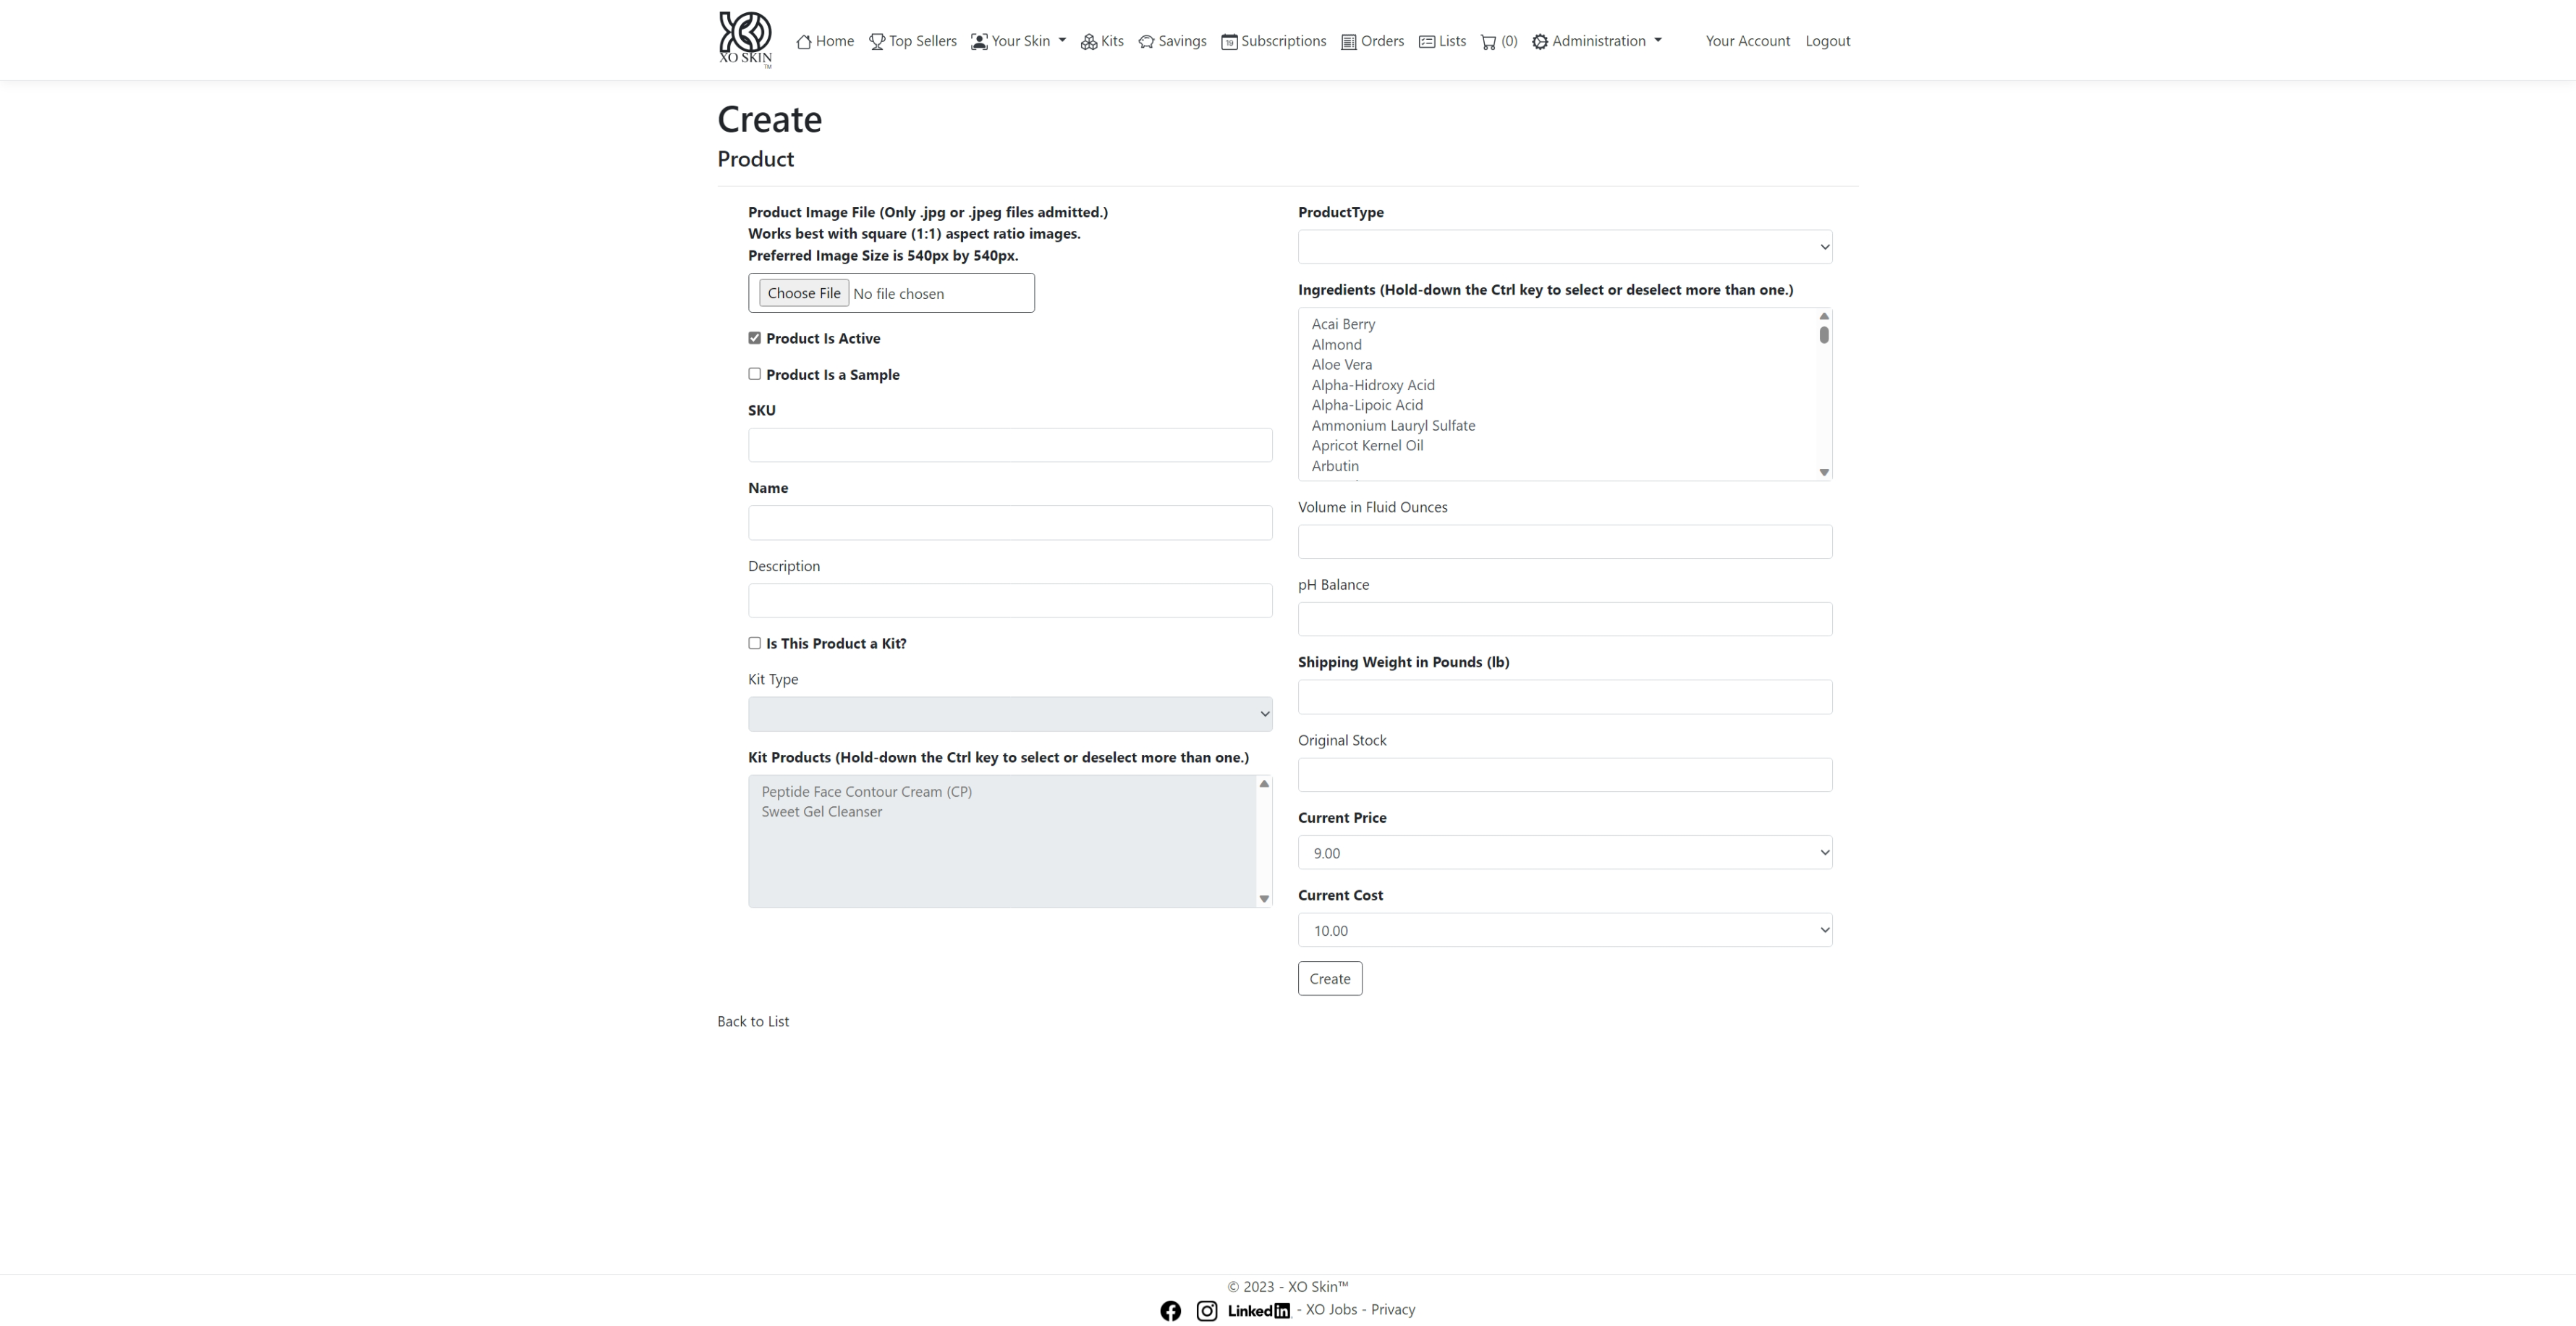 XO SKIN
TM
Home
Top Sellers
Your Skin
Kits
Savings
19
Subscriptions
Orders
Lists
(0)
Administration
Your Account
Logout
Create
Product
Product Image File (Only .jpg or .jpeg files admitted.)
Works best with square (1:1) aspect ratio images.
Preferred Image Size is 540px by 540px.
Choose File No file chosen
Product Is Active
Product Is a Sample
SKU
Name
Description
Is This Product a Kit?
Kit Type
Kit Products (Hold-down the Ctrl key to select or deselect more than one.)
Peptide Face Contour Cream (CP)
Sweet Gel Cleanser
ProductType
Ingredients (Hold-down the Ctrl key to select or deselect more than one.)
Acai Berry
Almond
Aloe Vera
Alpha-Hidroxy Acid
Alpha-Lipoic Acid
Ammonium Lauryl Sulfate
Apricot Kernel Oil
Arbutin
Volume in Fluid Ounces
pH Balance
Shipping Weight in Pounds (lb)
Original Stock
Current Price
9.00
Current Cost
10.00
Create
Back to List
© 2023 - XO Skin™
LinkedIn - XO Jobs - Privacy